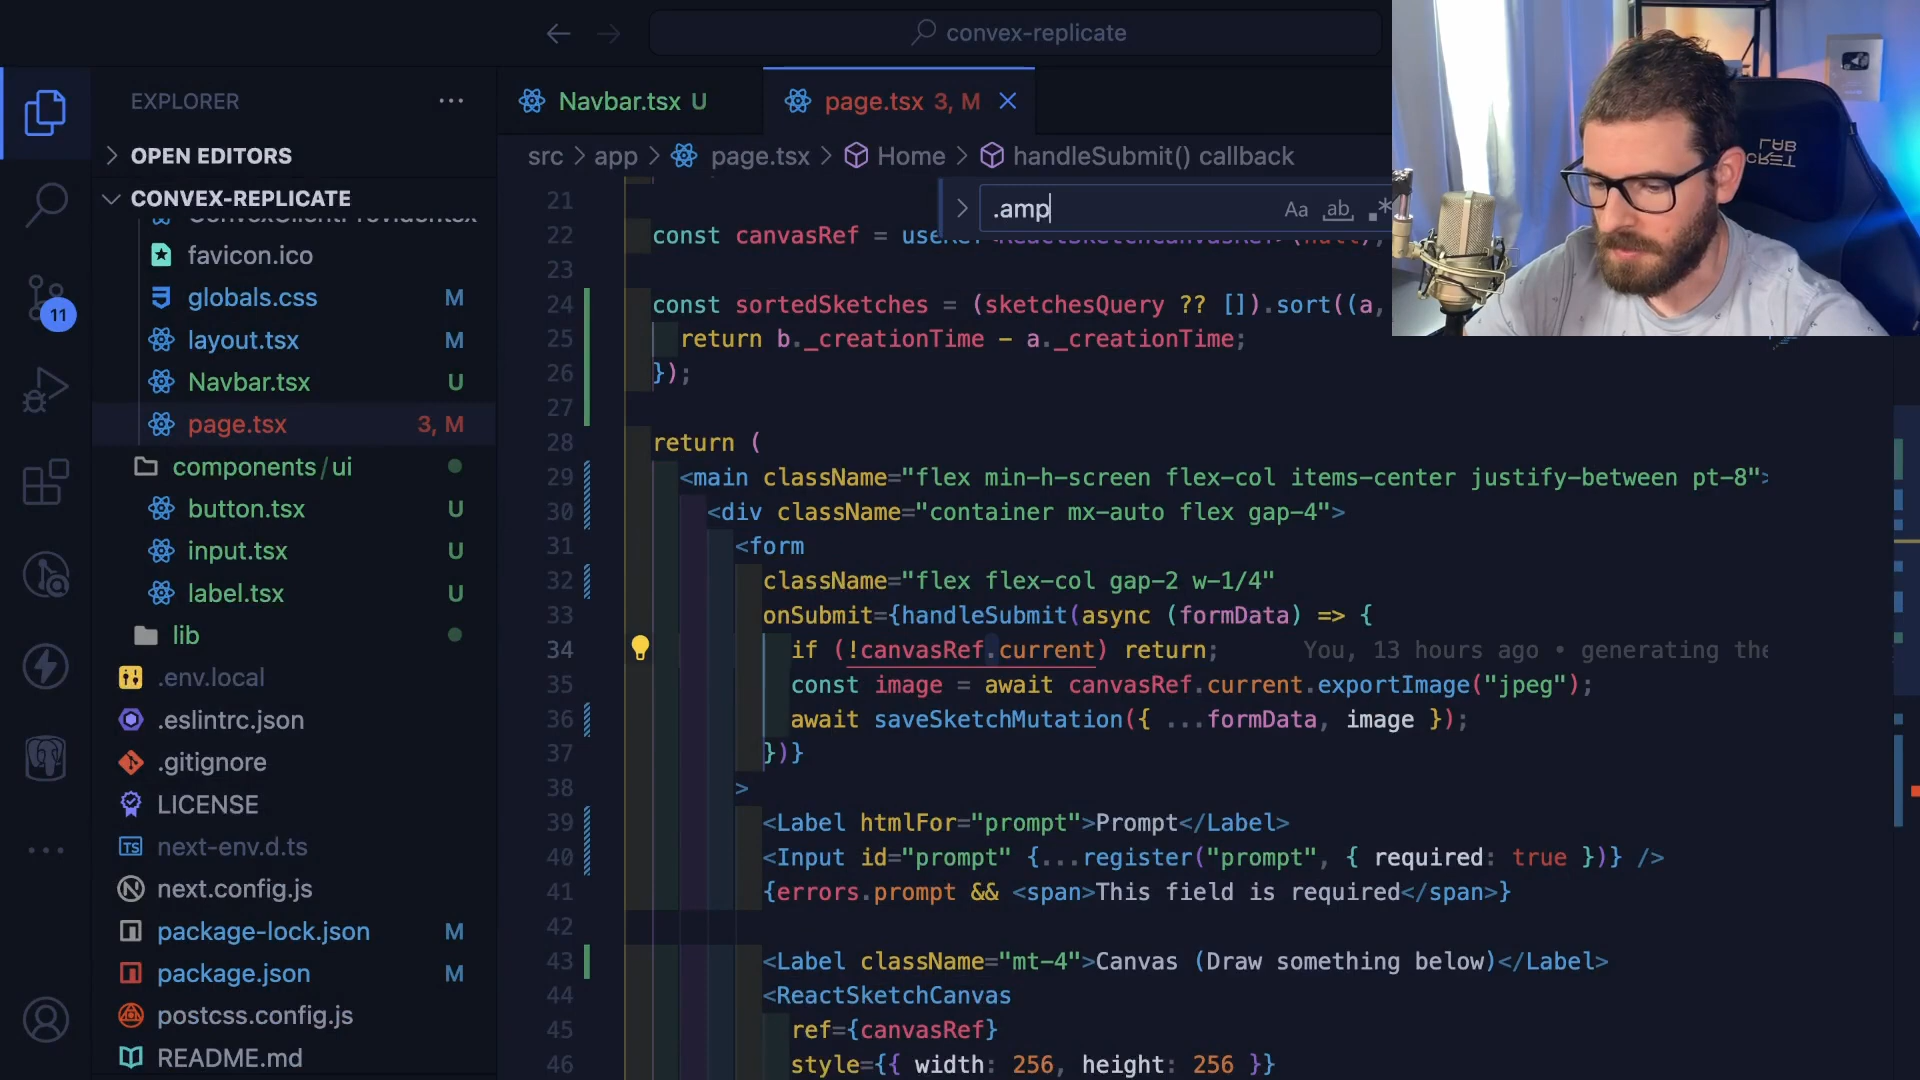 convex-replicate
EXPLORER
OPEN EDITORS
CONVEX-REPLICATE
ConvexClientProvider.tsx
favicon.ico
globals.css M
layout.tsx M
Navbar.tsx U
page.tsx 3, M
components/ui
button.tsx U
input.tsx U
label.tsx U
lib
.env.local
.eslintrc.json
.gitignore
LICENSE
TS next-env.d.ts
next.config.js
package-lock.json M
package.json M
postcss.config.js
README.md
11
Navbar.tsx U
page.tsx 3, M
src > app > page.tsx > Home > handleSubmit() callback
.amp
Aa ab .*
21
22 const canvasRef = useRef<ReactSketchCanvasRef>(null);
23
24 const sortedSketches = (sketchesQuery ?? []).sort((a,
25 return b._creationTime - a._creationTime;
26 });
27
28 return (
29 <main className="flex min-h-screen flex-col items-center justify-between pt-8">
30 <div className="container mx-auto flex gap-4">
31 <form
32 className="flex flex-col gap-2 w-1/4"
33 onSubmit={handleSubmit(async (formData) => {
34 if (!canvasRef.current) return; You, 13 hours ago • generating the
35 const image = await canvasRef.current.exportImage("jpeg");
36 await saveSketchMutation({ ...formData, image });
37 })}
38 >
39 <Label htmlFor="prompt">Prompt</Label>
40 <Input id="prompt" {...register("prompt", { required: true })} />
41 {errors.prompt && <span>This field is required</span>}
42
43 <Label className="mt-4">Canvas (Draw something below)</Label>
44 <ReactSketchCanvas
45 ref={canvasRef}
46 style={{ width: 256, height: 256 }}